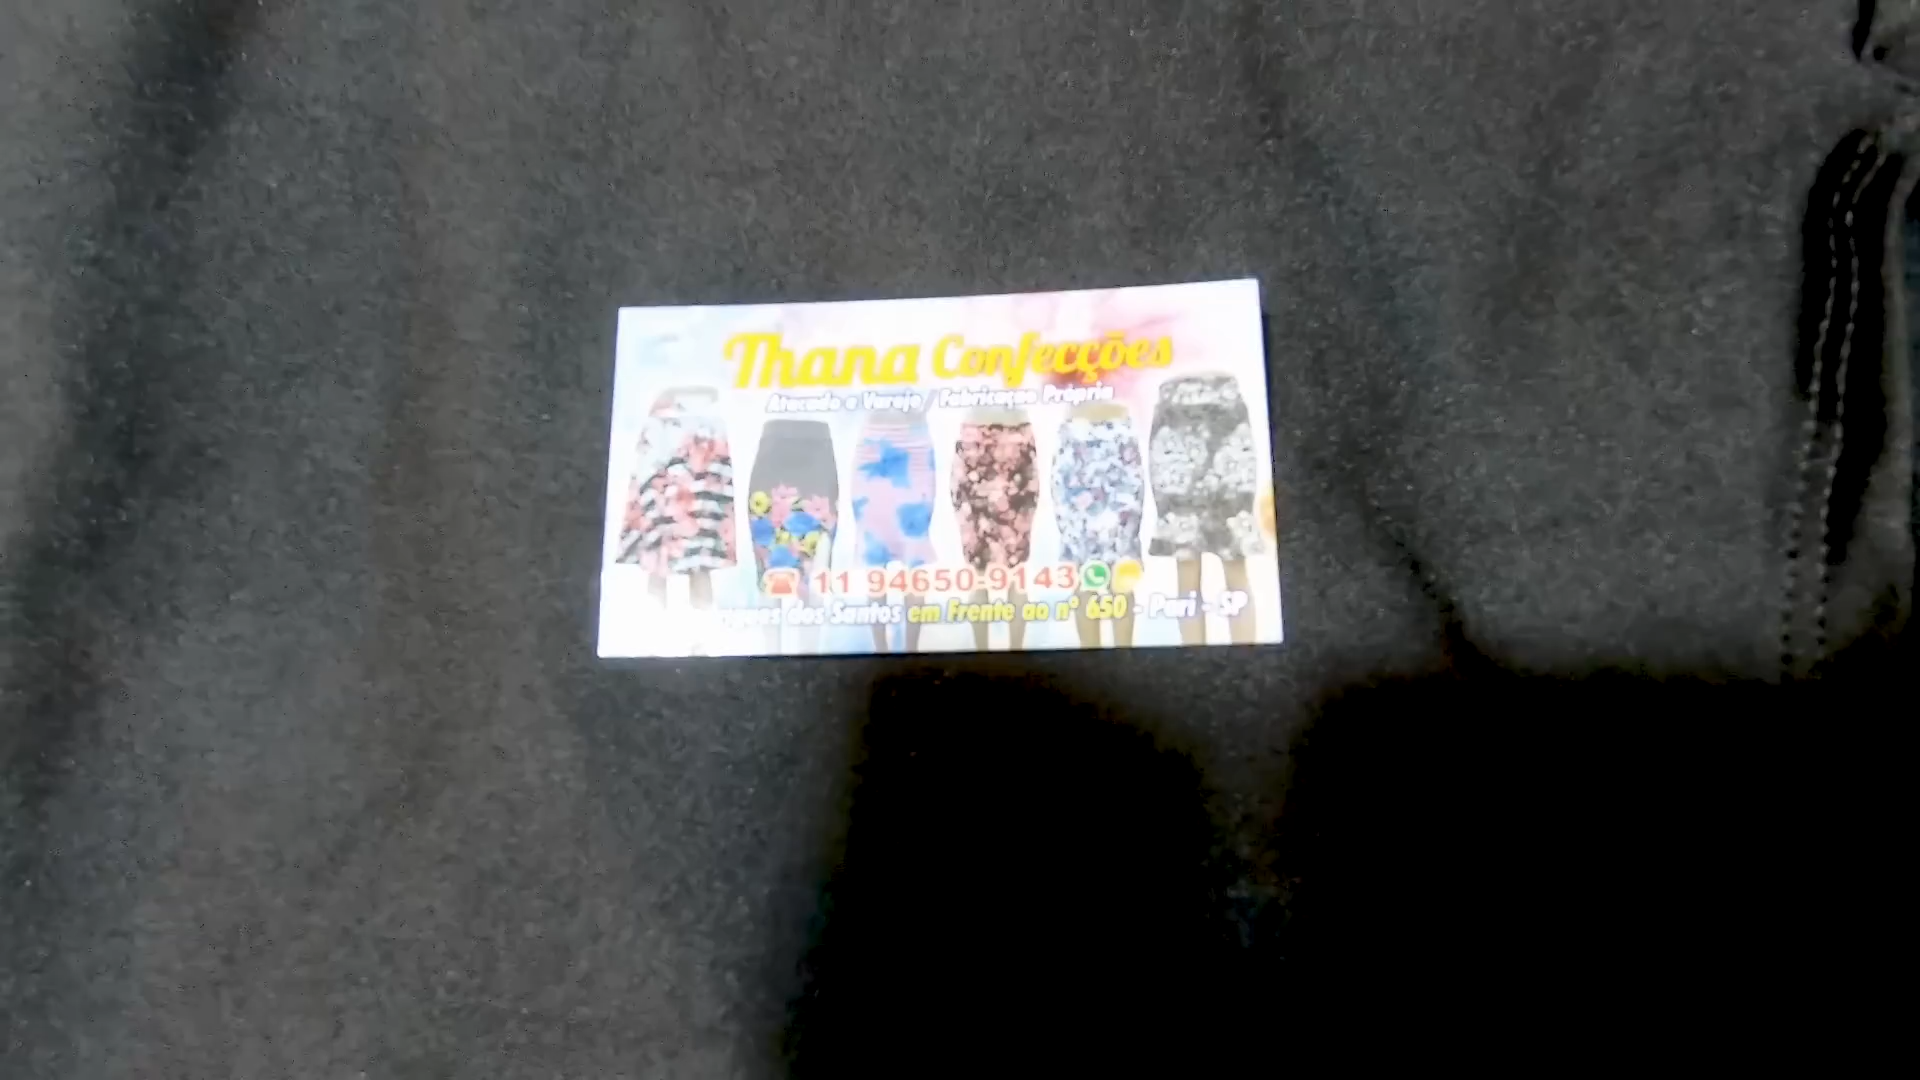 Thana Confecções
Atacado e Varejo / Fabricação Própria
11 94650-9143
dos Santos em Frente ao nº 650 - Pari - SP